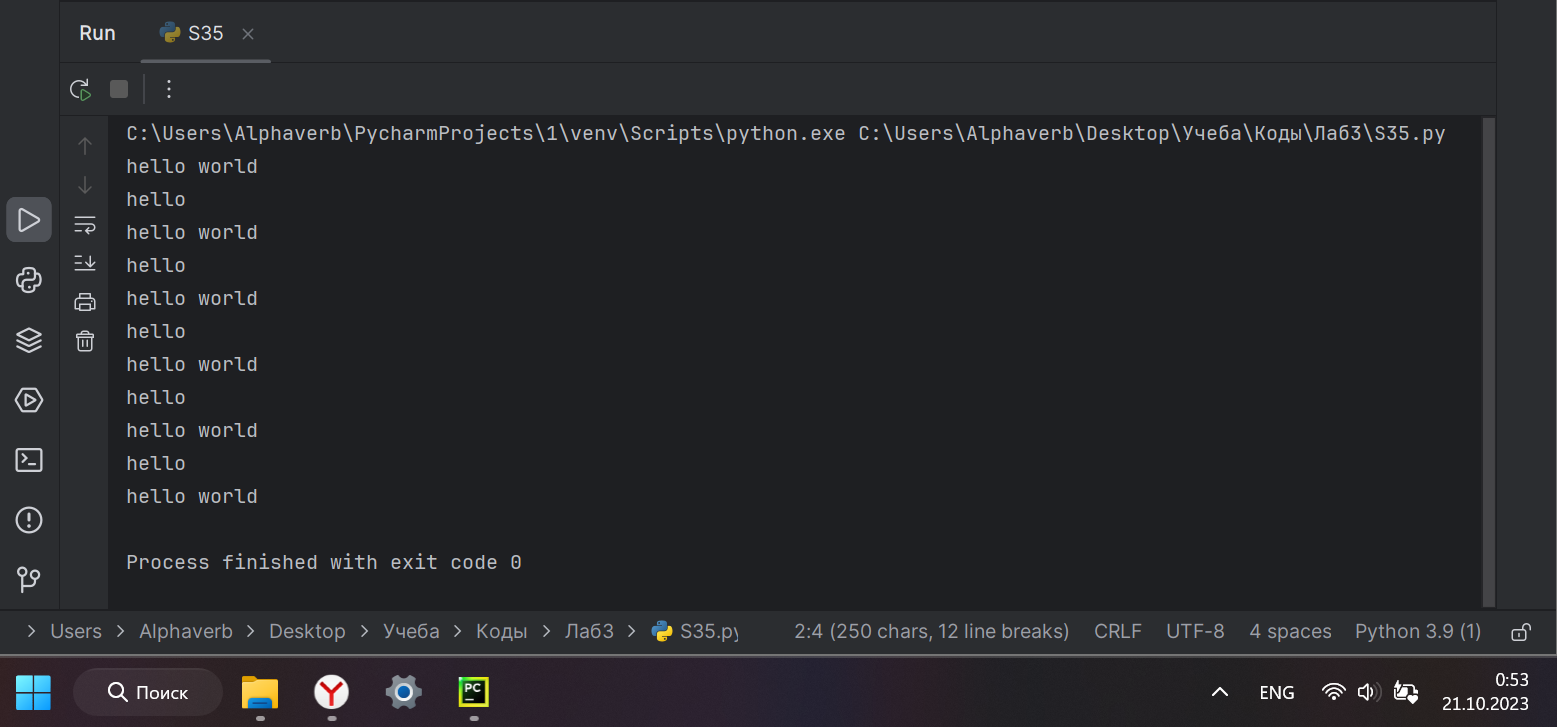 Run S35
C:\Users\Alphaverb\PycharmProjects\1\venv\Scripts\python.exe C:\Users\Alphaverb\Desktop\Учеба\Коды\Лаб3\S35.py
hello world
hello
hello world
hello
hello world
hello
hello world
hello
hello world
hello
hello world
Process finished with exit code 0
Users Alphaverb Desktop Учеба Коды Лаб3 S35.py 2:4 (250 chars, 12 line breaks) CRLF UTF-8 4 spaces Python 3.9 (1)
Поиск PC ENG 0:53
21.10.2023